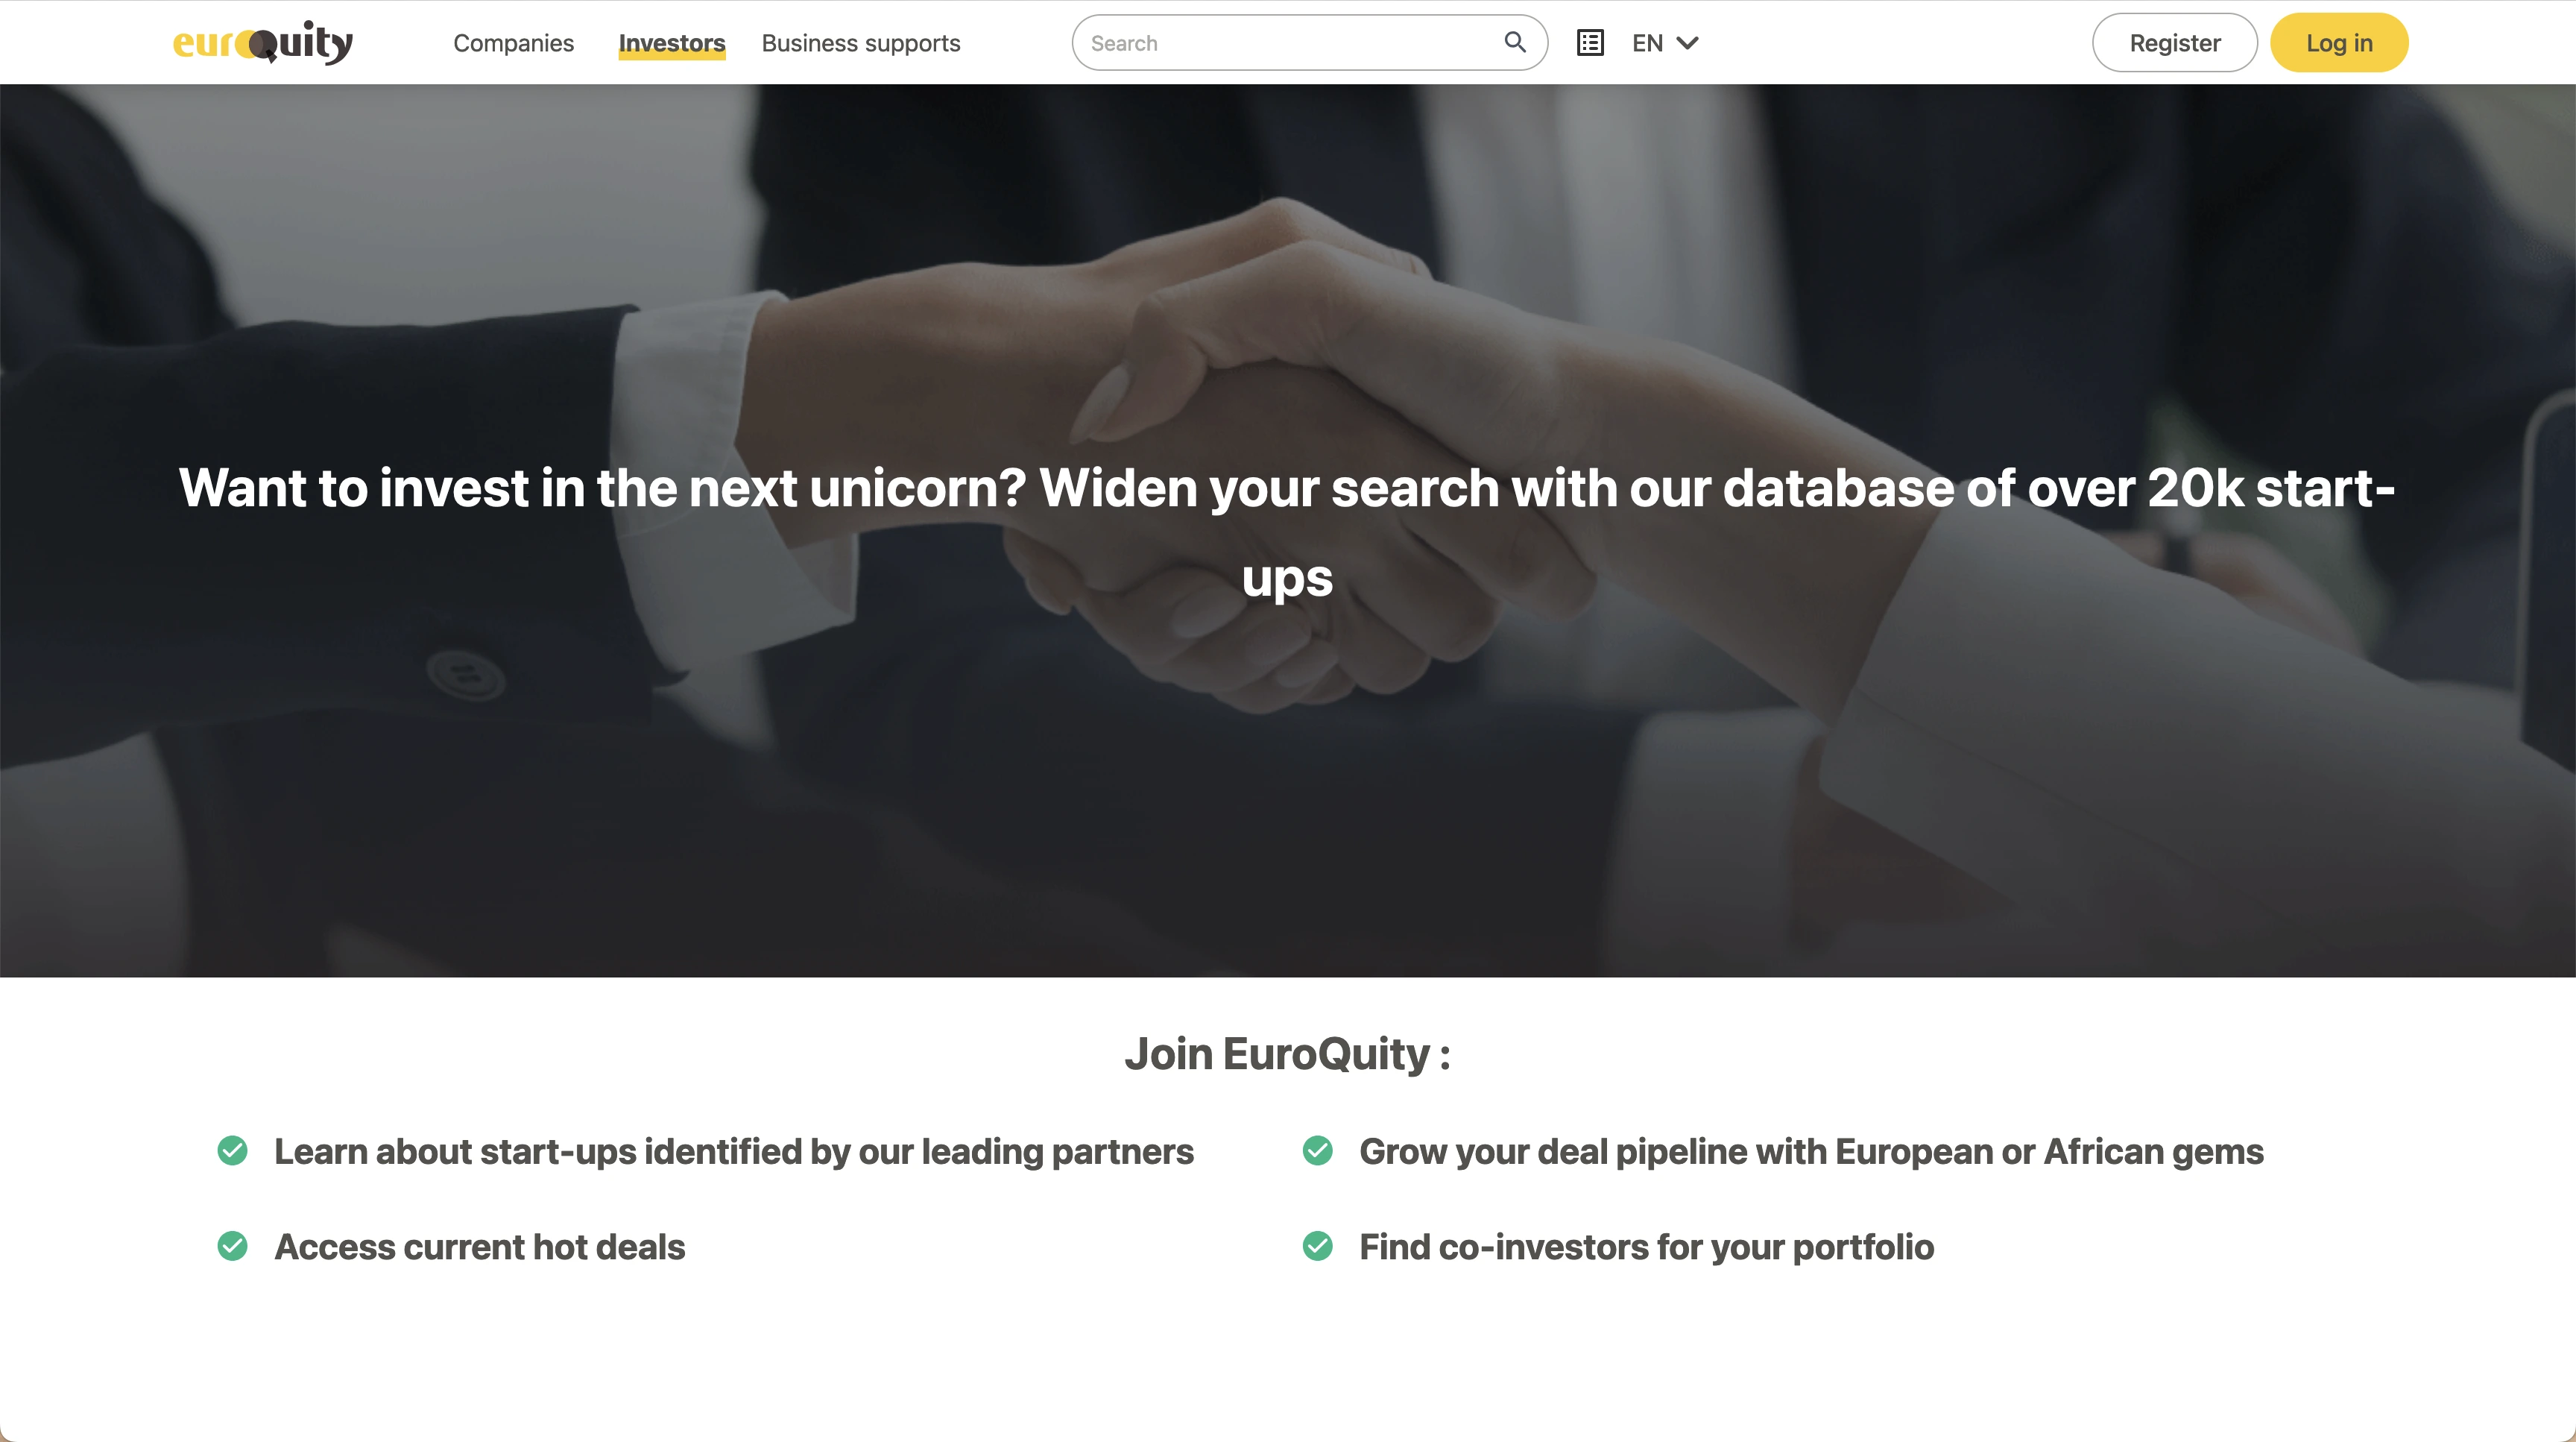 euroQuity
Companies
Investors
Business supports
Search
EN
Register
Log in
Want to invest in the next unicorn? Widen your search with our database of over 20k start-
ups
Join EuroQuity :
Learn about start-ups identified by our leading partners
Grow your deal pipeline with European or African gems
Access current hot deals
Find co-investors for your portfolio